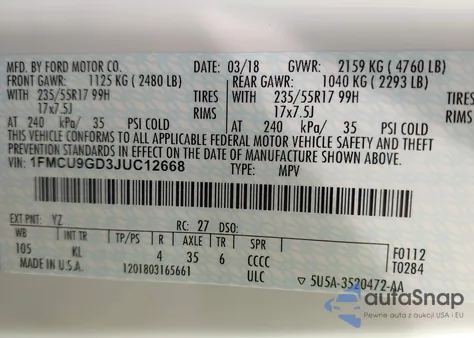 MFD. BY FORD MOTOR CO. DATE: 03/18 GVWR: 2159 KG ( 4760 LB)
FRONT GAWR: 1125 KG ( 2480 LB) REAR GAWR: 1040 KG ( 2293 LB)
WITH 235/55R17 99H TIRES WITH 235/55R17 99H TIRES
17x7.5J RIMS 17x7.5J RIMS
AT 240 kPa/ 35 PSI COLD AT 240 kPa/ 35 PSI COLD
THIS VEHICLE CONFORMS TO ALL APPLICABLE FEDERAL MOTOR VEHICLE SAFETY AND THEFT
PREVENTION STANDARDS IN EFFECT ON THE DATE OF MANUFACTURE SHOWN ABOVE.
VIN: 1FMCU9GD3JUC12668 TYPE: MPV
EXT PNT: YZ RC: 27 DSO:
WB INT TR TP/PS R AXLE TR SPR F0112
105 KL 4 35 6 CCCC T0284
MADE IN U.S.A. 1201803165661 ULC ▽ 5U5A-3520472-AA
autaSnap
Pewne auta z USA i EU